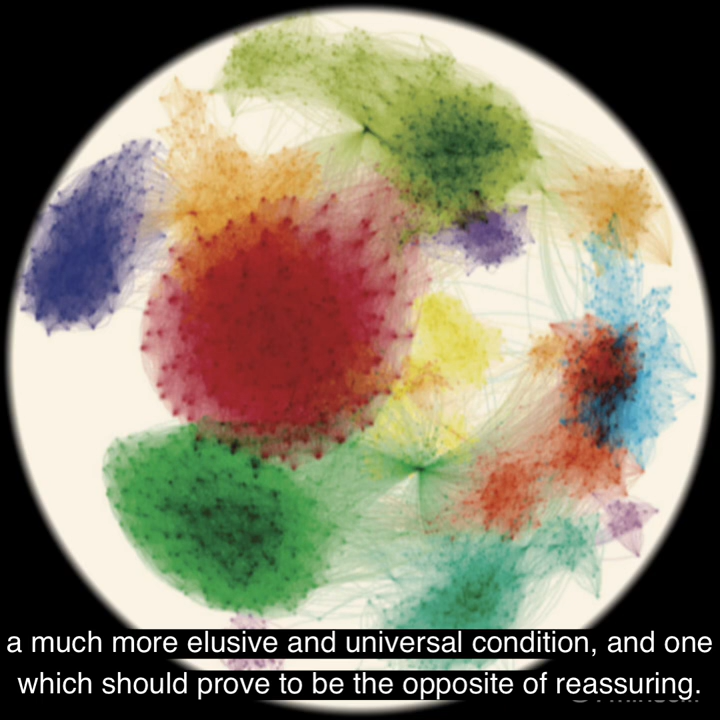 a much more elusive and universal condition, and one
which should prove to be the opposite of reassuring.